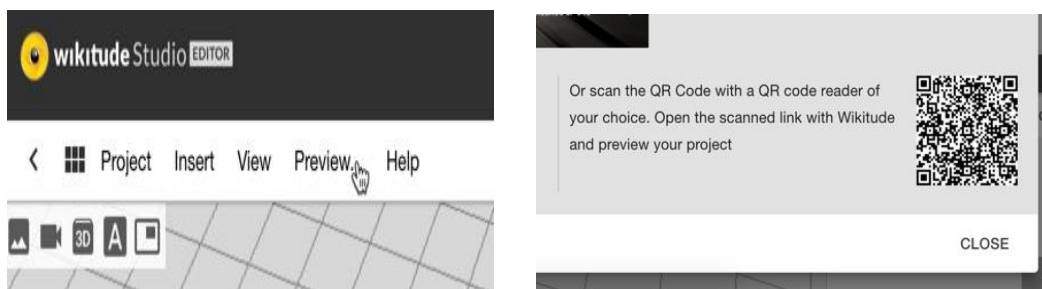 wikitude Studio EDITOR
Project Insert View Preview... Help
3D A
Or scan the QR Code with a QR code reader of
your choice. Open the scanned link with Wikitude
and preview your project
CLOSE